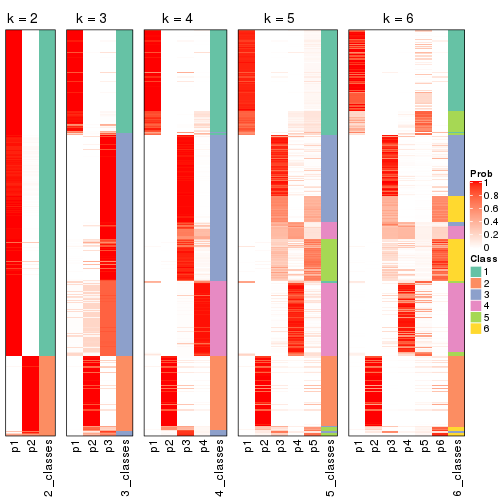 k = 2
k = 3
k = 4
k = 5
k = 6
Prob
1
0.8
0.6
0.4
0.2
0
Class
1
2
3
4
5
6
p1
p2
2_classes
p1
p2
p3
3_classes
p1
p2
p3
p4
4_classes
p1
p2
p3
p4
p5
5_classes
p1
p2
p3
p4
p5
p6
6_classes